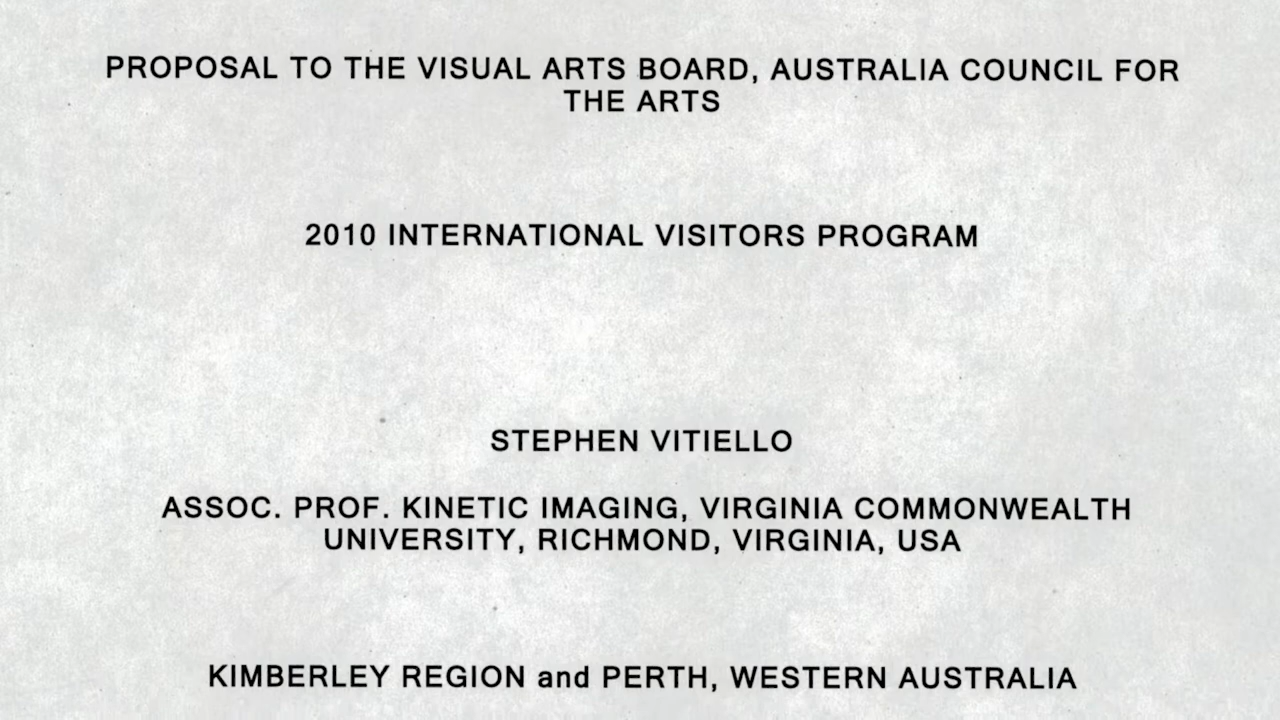 PROPOSAL TO THE VISUAL ARTS BOARD, AUSTRALIA COUNCIL FOR
THE ARTS
2010 INTERNATIONAL VISITORS PROGRAM
STEPHEN VITIELLO
ASSOC. PROF. KINETIC IMAGING, VIRGINIA COMMONWEALTH
UNIVERSITY, RICHMOND, VIRGINIA, USA
KIMBERLEY REGION and PERTH, WESTERN AUSTRALIA